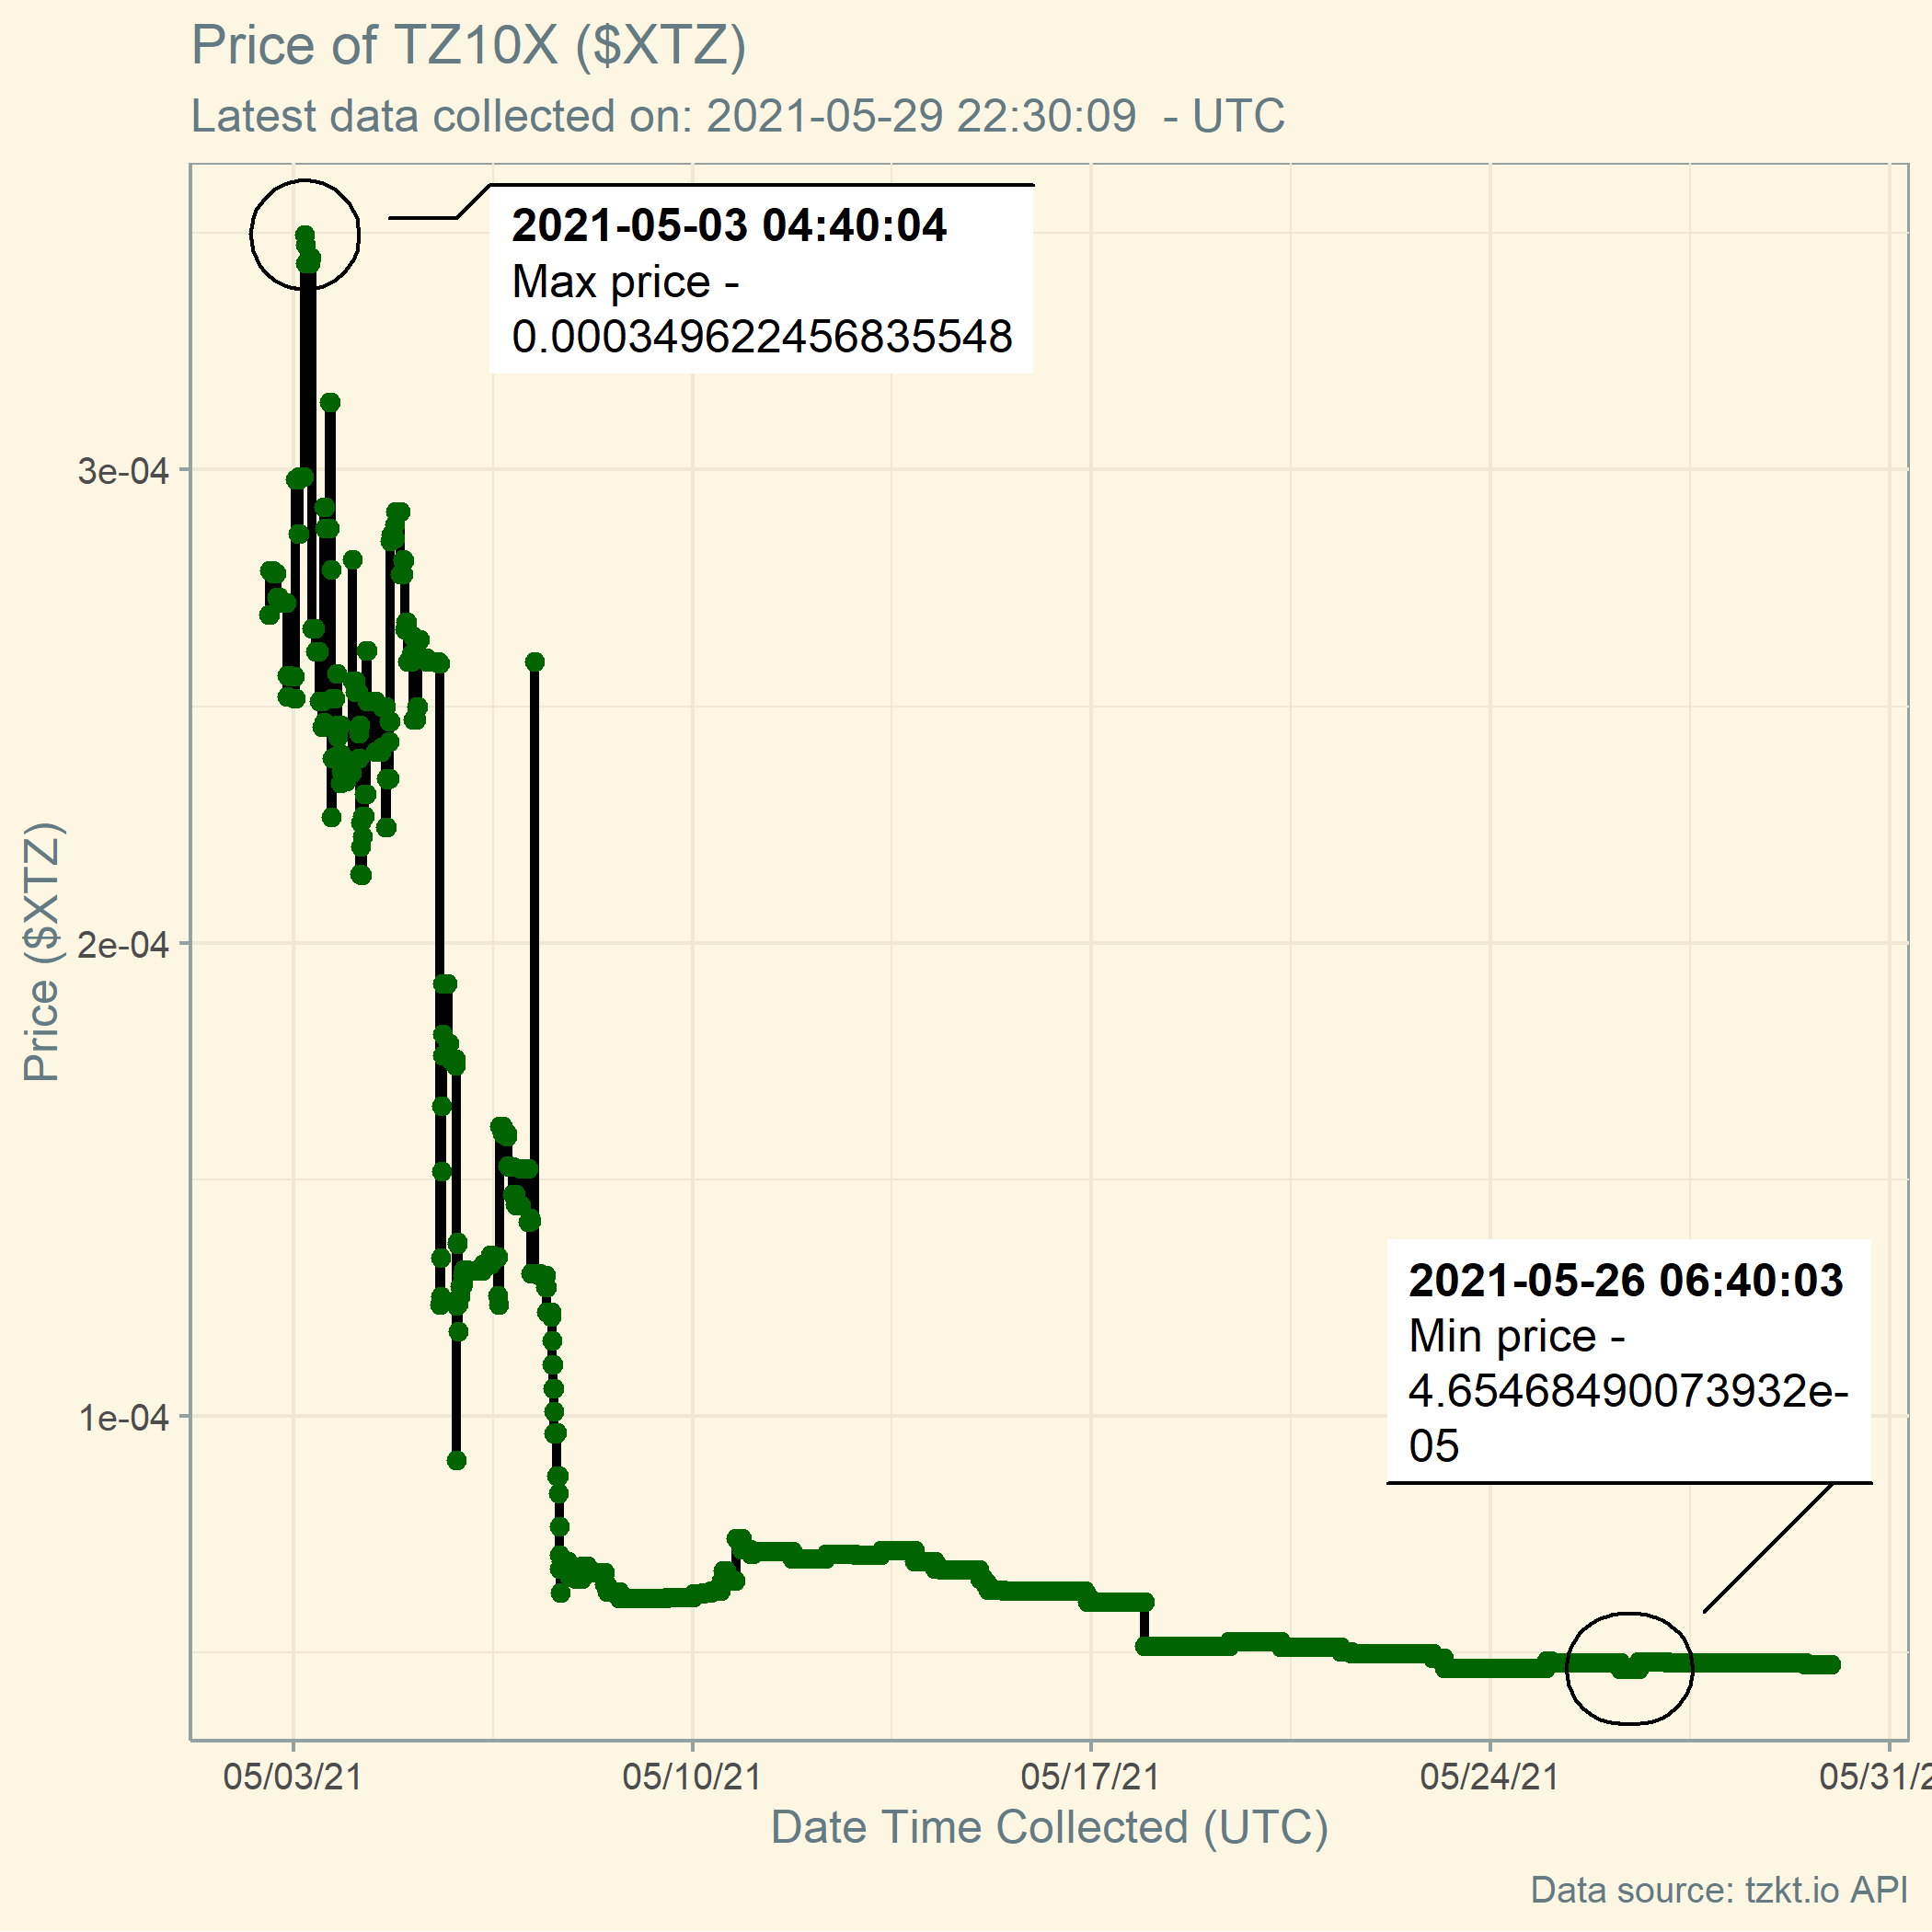 Price of TZ10X ($XTZ)
Latest data collected on: 2021-05-29 22:30:09  - UTC
2021-05-03 04:40:04
Max price -
0.000349622456835548
3e-04
2e-04
1e-04
Price ($XTZ)
2021-05-26 06:40:03
Min price -
4.65468490073932e-
05
05/03/21
05/10/21
05/17/21
05/24/21
05/31/2
Date Time Collected (UTC)
Data source: tzkt.io API